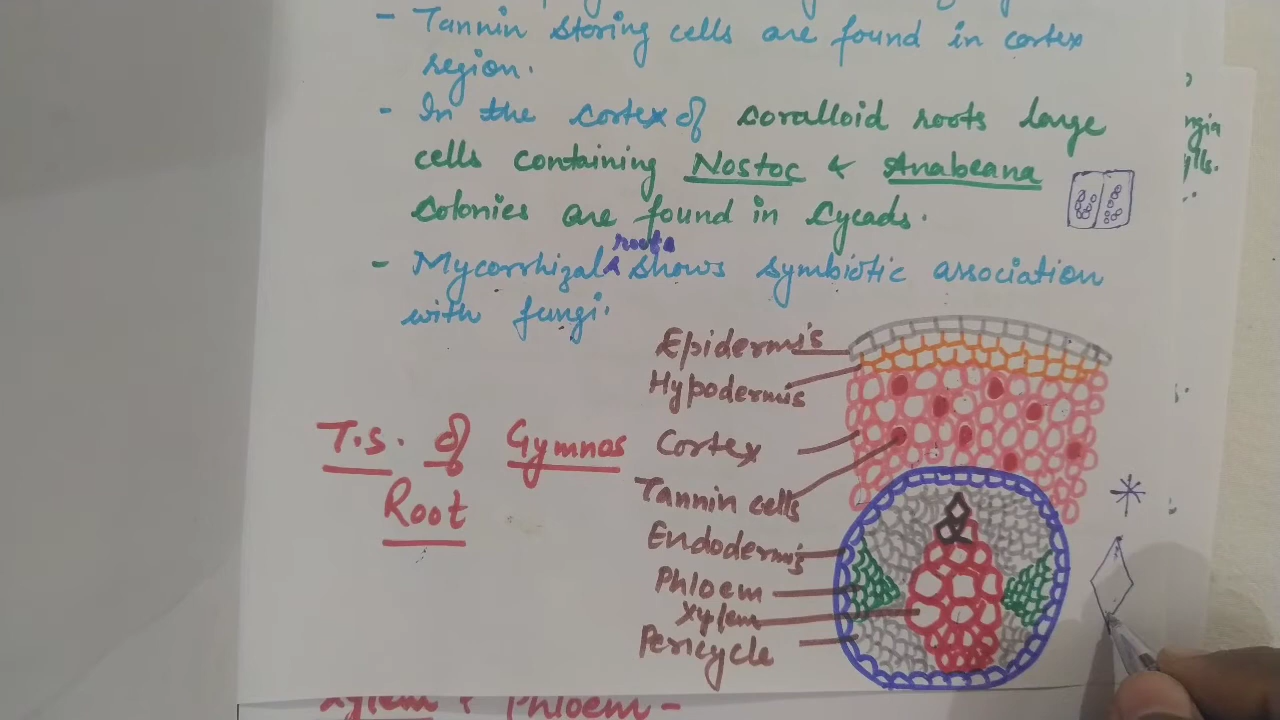 - Tannin storing cells are found in cortex
region.
- In the cortex of coralloid roots large
cells containing Nostoc & Anabeana
colonies are found in Cycads.
- Mycorrhizal roots shows symbiotic association
with fungi.
T.S. of Gymnos
Root
Epidermis
Hypodermis
Cortex
Tannin cells
Endodermis
Phloem
Xylem
Pericycle
Xylem & Phloem -